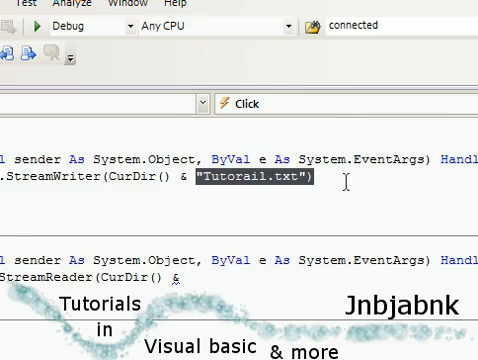 Test Analyze Window Help
Debug Any CPU connected
Click
l sender As System.Object, ByVal e As System.EventArgs) Handl
.StreamWriter(CurDir() & "Tutorail.txt")
l sender As System.Object, ByVal e As System.EventArgs) Handl
StreamReader(CurDir() &
Tutorials
in
Visual basic
& more
Jnbjabnk